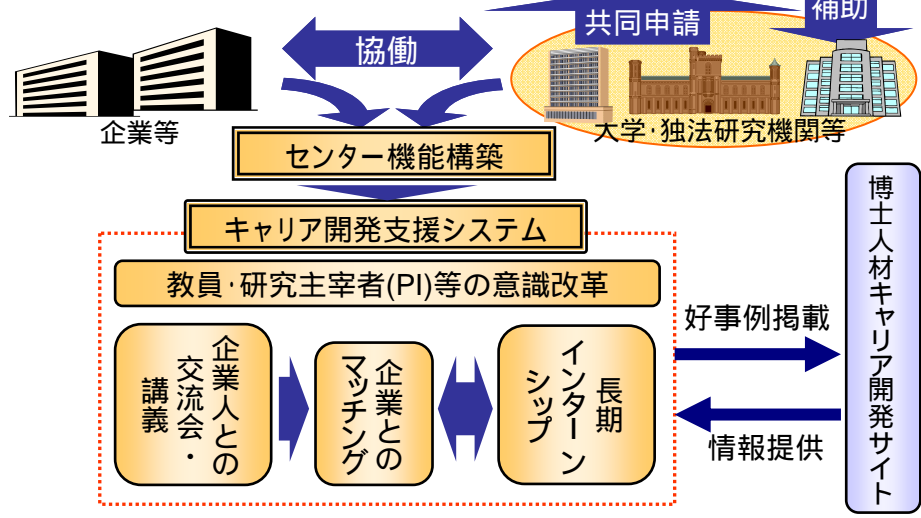 共同申請
補助
協働
企業等
大学・独法研究機関等
センター機能構築
キャリア開発支援システム
教員・研究主宰者(PI)等の意識改革
企業人との
交流会・
講義
企業との
マッチング
長期
インターン
シップ
好事例掲載
情報提供
博士人材キャリア開発サイト